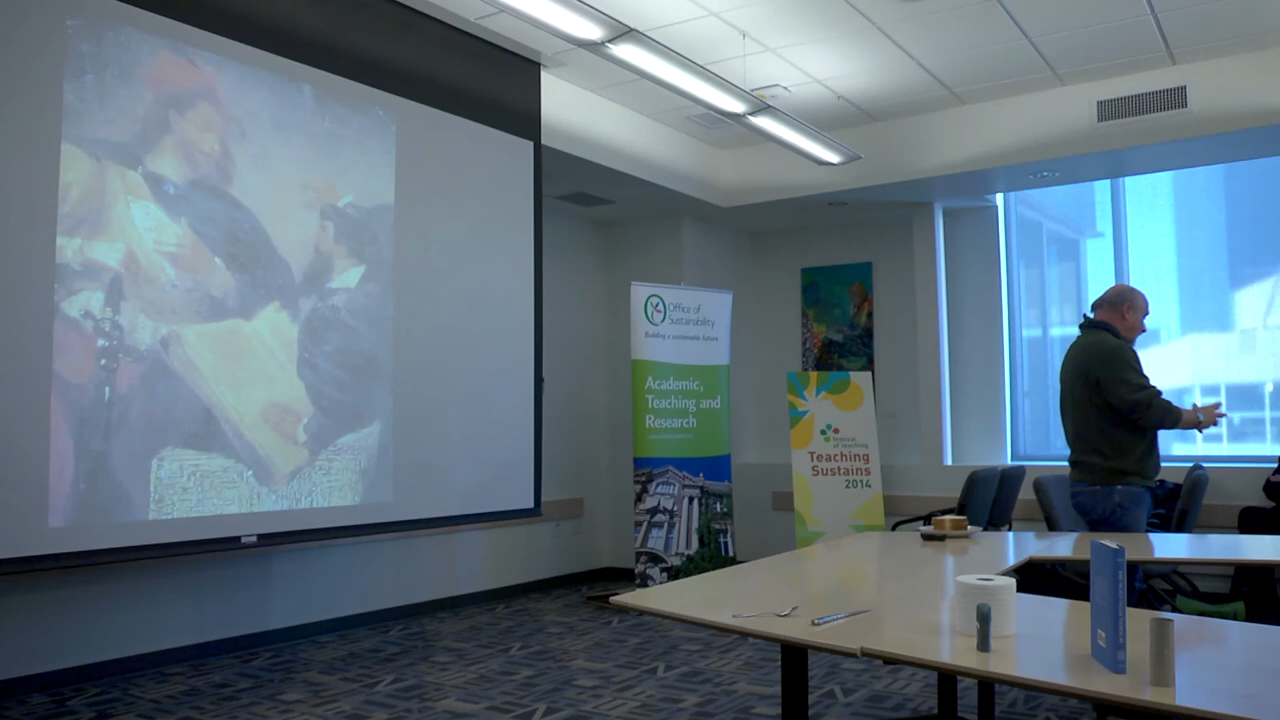 Office of
Sustainability
Building a sustainable future
Academic,
Teaching and
Research
festival
of teaching
Teaching
Sustains
2014